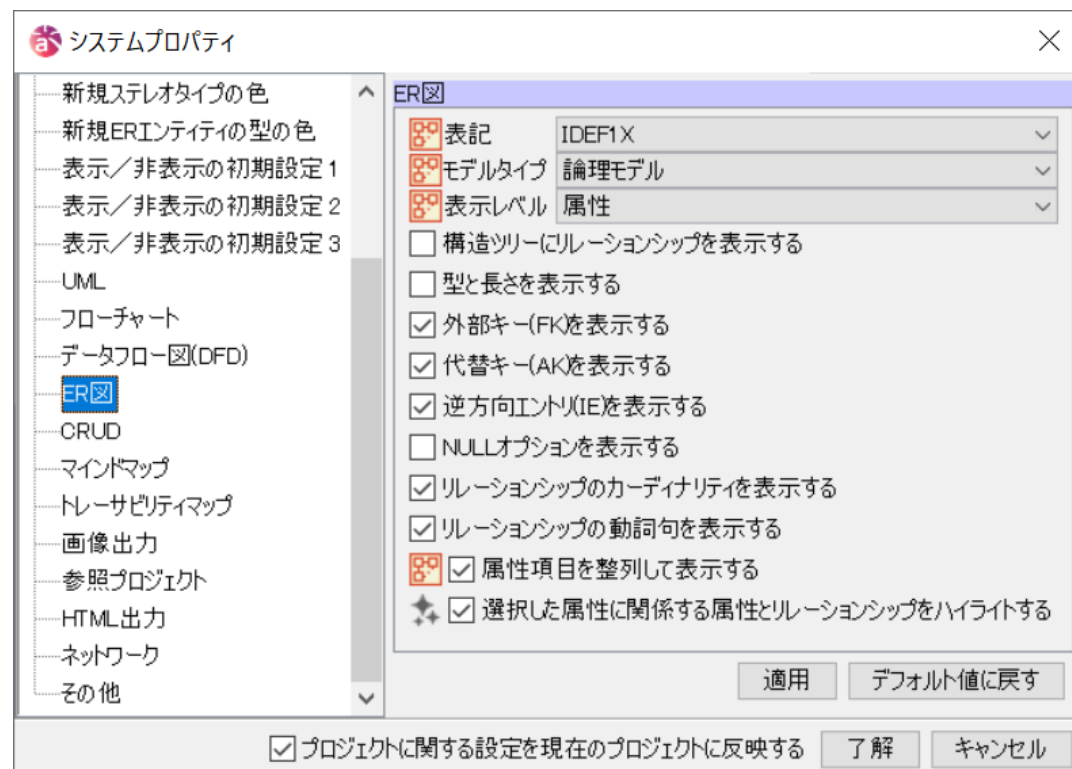 システムプロパティ
新規ステレオタイプの色
新規ERエンティティの型の色
表示／非表示の初期設定1
表示／非表示の初期設定2
表示／非表示の初期設定3
UML
フローチャート
データフロー図(DFD)
ER図
CRUD
マインドマップ
トレーサビリティマップ
画像出力
参照プロジェクト
HTML出力
ネットワーク
その他
ER図
表記 IDEF1X
モデルタイプ 論理モデル
表示レベル 属性
構造ツリーにリレーションシップを表示する
型と長さを表示する
外部キー(FK)を表示する
代替キー(AK)を表示する
逆方向エントリ(IE)を表示する
NULLオプションを表示する
リレーションシップのカーディナリティを表示する
リレーションシップの動詞句を表示する
属性項目を整列して表示する
選択した属性に関係する属性とリレーションシップをハイライトする
適用 デフォルト値に戻す
プロジェクトに関する設定を現在のプロジェクトに反映する 了解 キャンセル